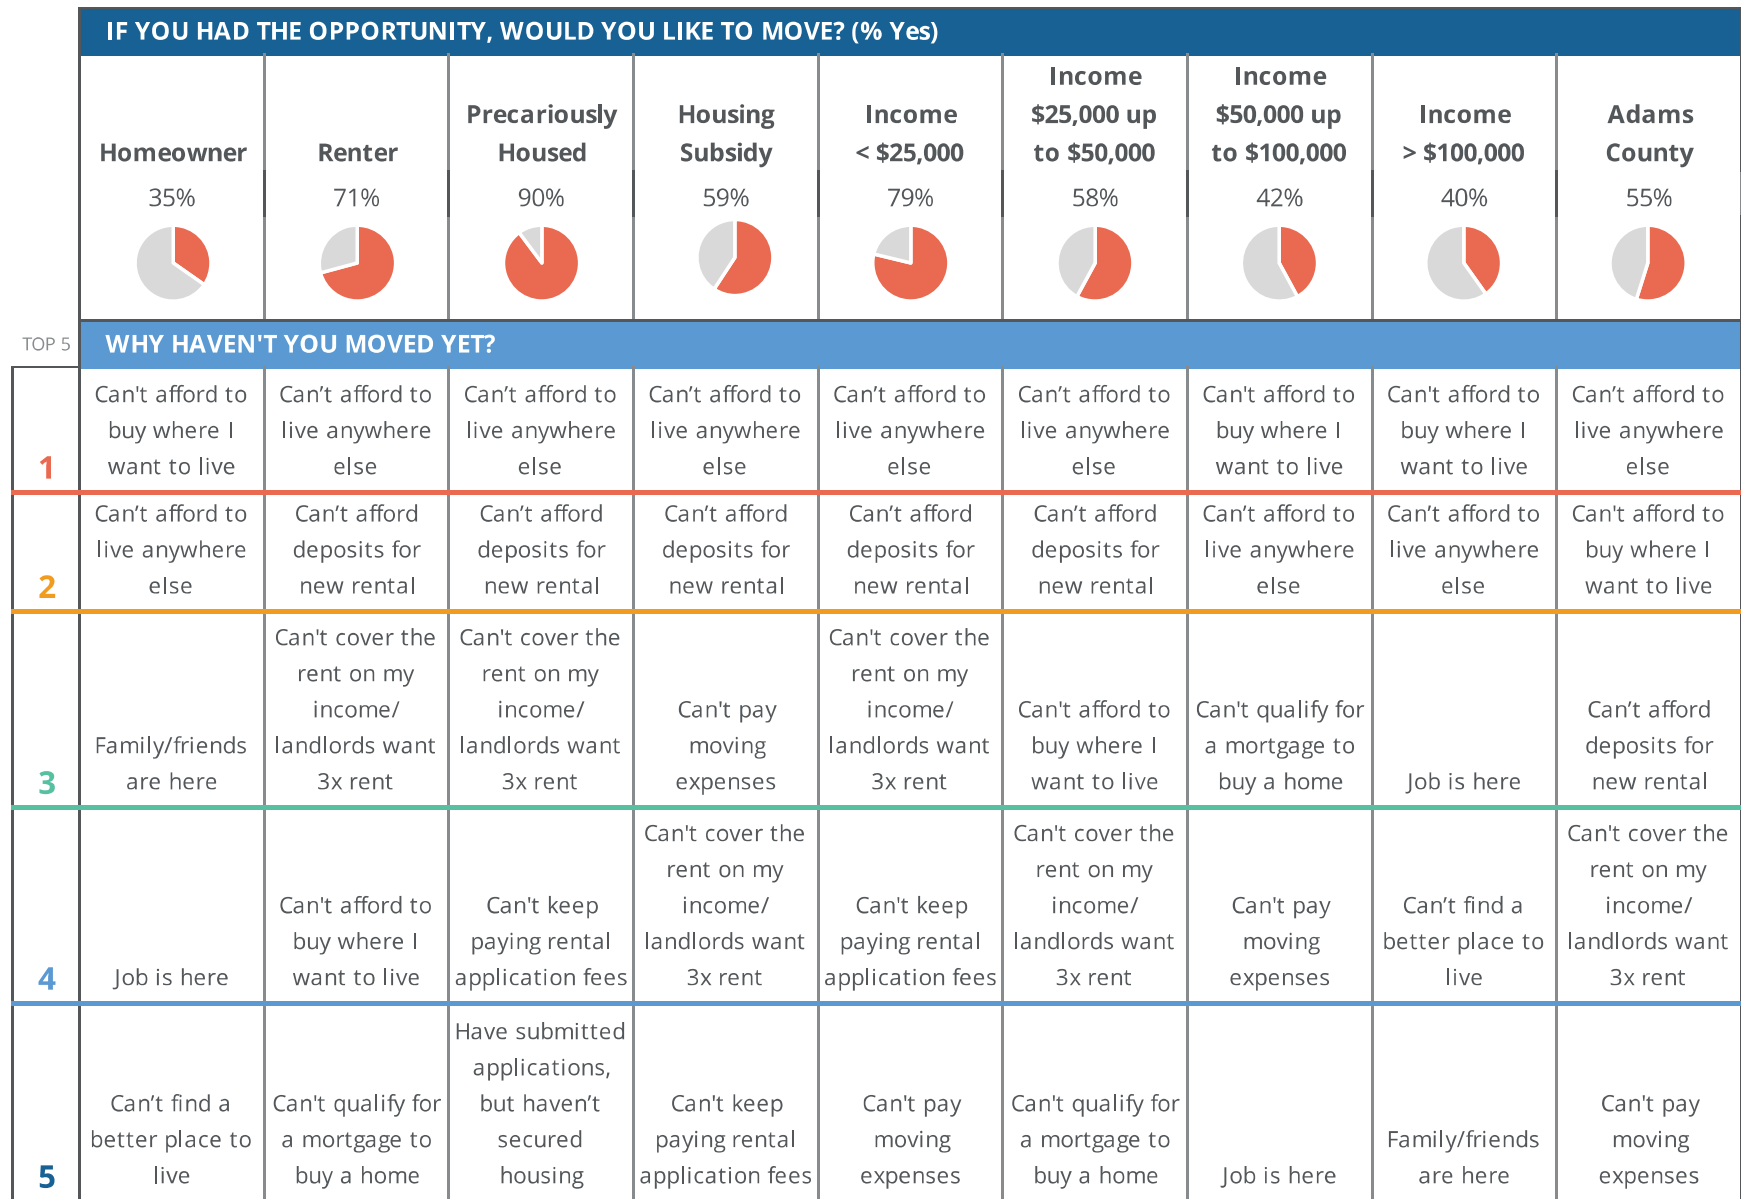 IF YOU HAD THE OPPORTUNITY, WOULD YOU LIKE TO MOVE? (% Yes)
Homeowner
Renter
Precariously
Housed
Housing
Subsidy
Income
< $25,000
Income
$25,000 up
to $50,000
Income
$50,000 up
to $100,000
Income
> $100,000
Adams
County
35%
71%
90%
59%
79%
58%
42%
40%
55%
TOP 5
WHY HAVEN'T YOU MOVED YET?
1
Can't afford to
buy where I
want to live
Can’t afford to
live anywhere
else
Can’t afford to
live anywhere
else
Can’t afford to
live anywhere
else
Can’t afford to
live anywhere
else
Can’t afford to
live anywhere
else
Can't afford to
buy where I
want to live
Can't afford to
buy where I
want to live
Can’t afford to
live anywhere
else
2
Can’t afford to
live anywhere
else
Can’t afford
deposits for
new rental
Can’t afford
deposits for
new rental
Can’t afford
deposits for
new rental
Can’t afford
deposits for
new rental
Can’t afford
deposits for
new rental
Can’t afford to
live anywhere
else
Can’t afford to
live anywhere
else
Can't afford to
buy where I
want to live
3
Family/friends
are here
Can't cover the
rent on my
income/
landlords want
3x rent
Can't cover the
rent on my
income/
landlords want
3x rent
Can't pay
moving
expenses
Can't cover the
rent on my
income/
landlords want
3x rent
Can't afford to
buy where I
want to live
Can't qualify for
a mortgage to
buy a home
Job is here
Can’t afford
deposits for
new rental
4
Job is here
Can't afford to
buy where I
want to live
Can't keep
paying rental
application fees
Can't cover the
rent on my
income/
landlords want
3x rent
Can't keep
paying rental
application fees
Can't cover the
rent on my
income/
landlords want
3x rent
Can't pay
moving
expenses
Can’t find a
better place to
live
Can't cover the
rent on my
income/
landlords want
3x rent
5
Can’t find a
better place to
live
Can't qualify for
a mortgage to
buy a home
Have submitted
applications,
but haven’t
secured
housing
Can't keep
paying rental
application fees
Can't pay
moving
expenses
Can't qualify for
a mortgage to
buy a home
Job is here
Family/friends
are here
Can't pay
moving
expenses